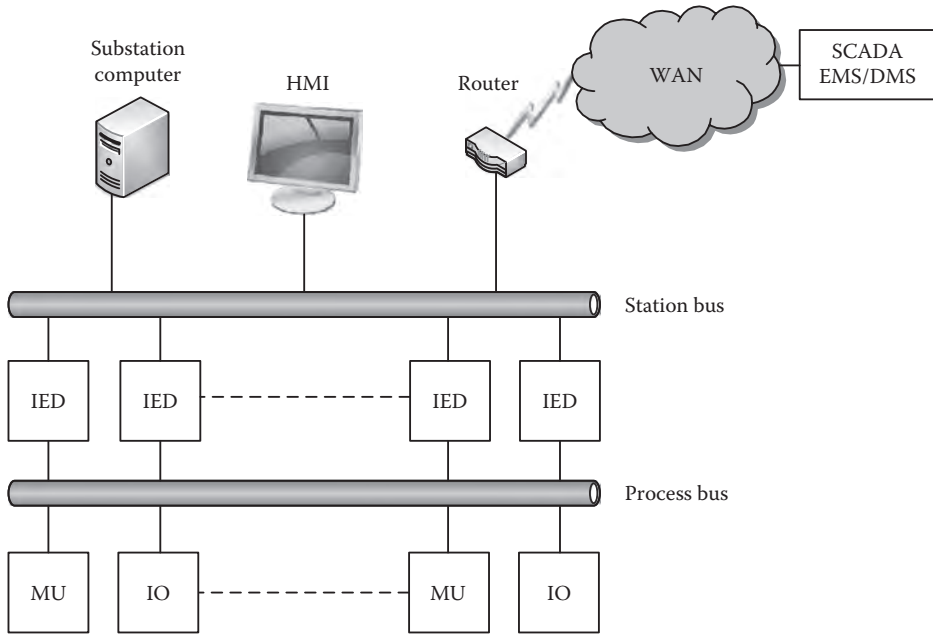 Substation
computer
HMI
Router
WAN
SCADA
EMS/DMS
Station bus
IED
IED
IED
IED
Process bus
MU
IO
MU
IO